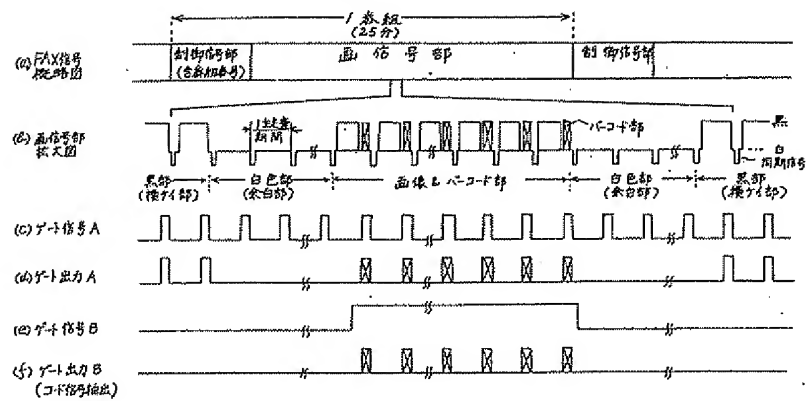 1番組
(25分)
(a) FAX信号
概略図
制御信号部
(含番組番号)
画信号部
制御信号部
(b) 画信号部
拡大図
1主走査
期間
バーコード部
黒
白
同期信号
黒部
(横ケイ部)
白色部
(余白部)
画像&バーコード部
白色部
(余白部)
黒部
(横ケイ部)
(c) ゲート信号A
(d) ゲート出力A
(e) ゲート信号B
(f) ゲート出力B
(コード信号抽出)